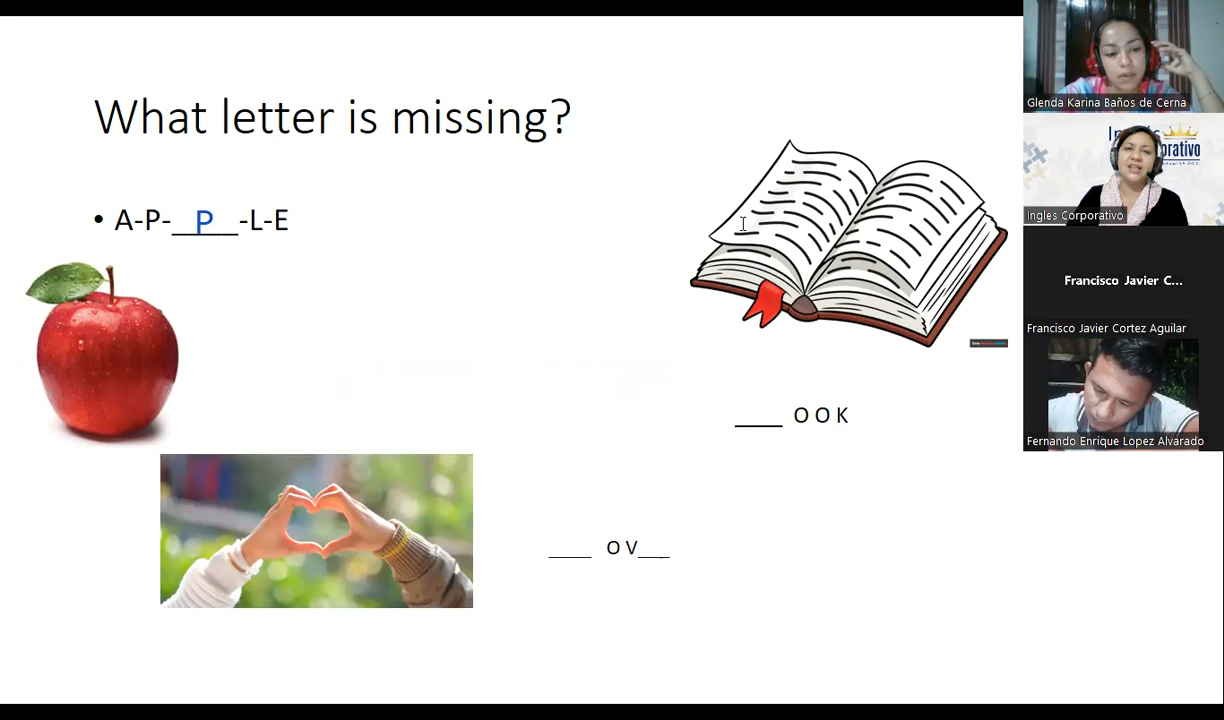 What letter is missing?
• A-P-__P__-L-E
____ O O K
____ O V___
Glenda Karina Baños de Cerna
Ingles Corporativo
Francisco Javier C...
Francisco Javier Cortez Aguilar
Fernando Enrique Lopez Alvarado